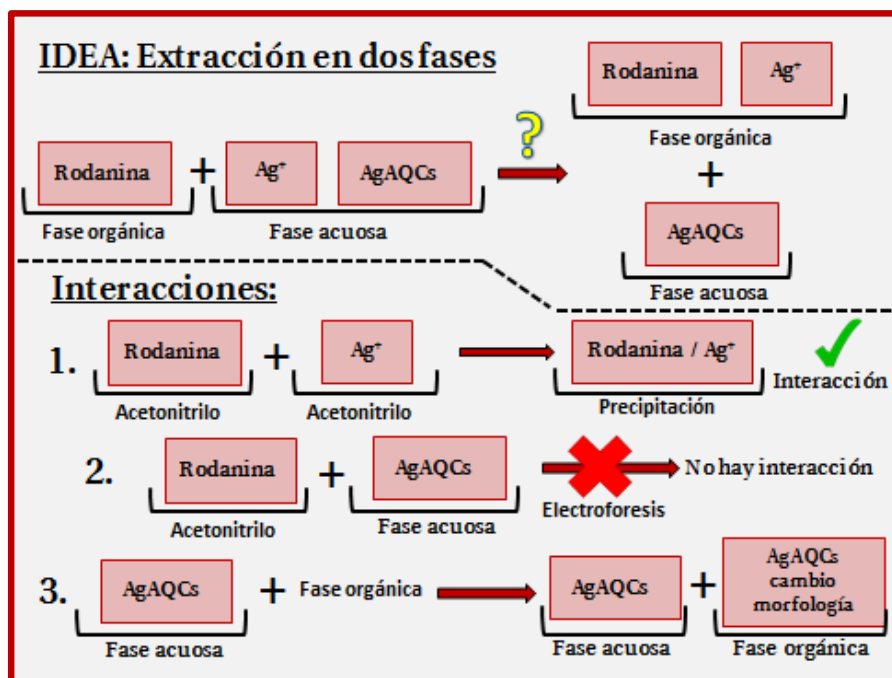 IDEA: Extracción en dos fases
Rodanina + Ag⁺ AgAQCs ?
Fase orgánica Fase acuosa
Rodanina Ag⁺
Fase orgánica
+
AgAQCs
Fase acuosa
Interacciones:
1. Rodanina + Ag⁺ Rodanina / Ag⁺
Acetonitrilo Acetonitrilo Precipitación Interacción
2. Rodanina + AgAQCs No hay interacción
Acetonitrilo Fase acuosa Electroforesis
3. AgAQCs + Fase orgánica AgAQCs + AgAQCs
cambio
morfología
Fase acuosa Fase acuosa Fase orgánica